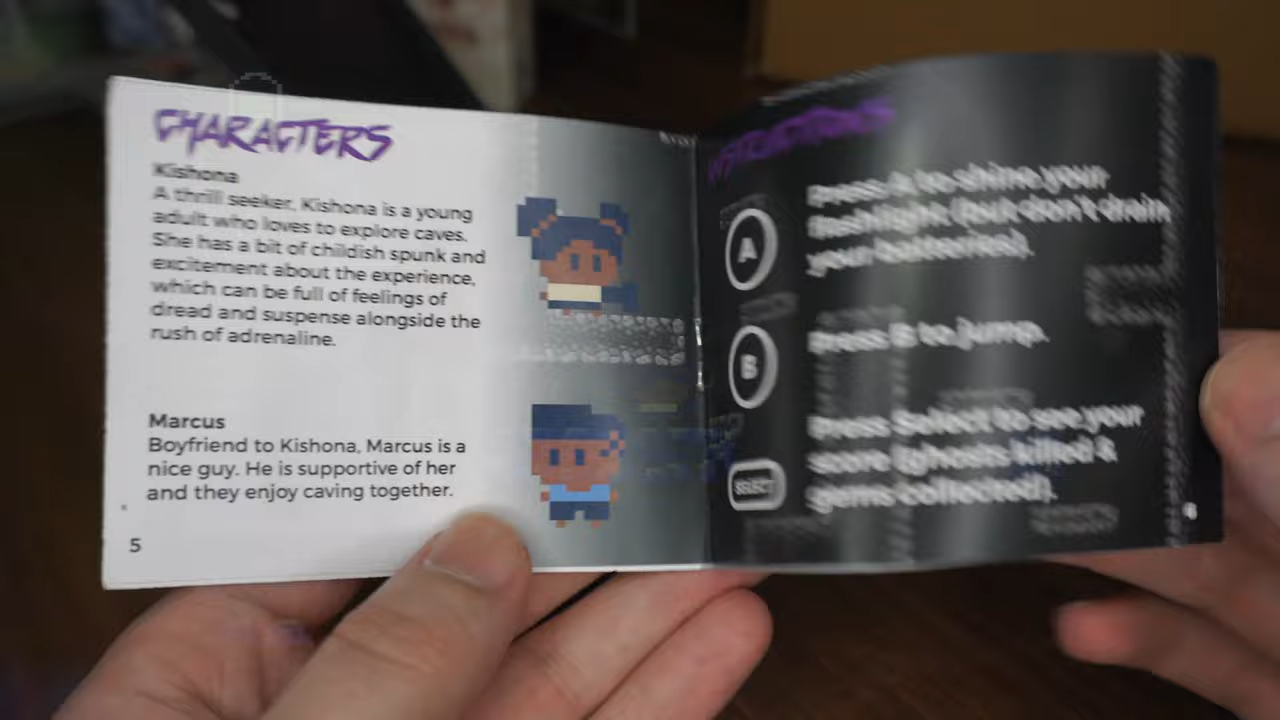 CHARACTERS
Kishona
A thrill seeker, Kishona is a young
adult who loves to explore caves.
She has a bit of childish spunk and
excitement about the experience,
which can be full of feelings of
dread and suspense alongside the
rush of adrenaline.
Marcus
Boyfriend to Kishona, Marcus is a
nice guy. He is supportive of her
and they enjoy caving together.
5
A
Press A to shine your
flashlight (but don't drain
your batteries).
B
Press B to jump.
SELECT
Press Select to see your
score (ghosts killed &
gems collected).